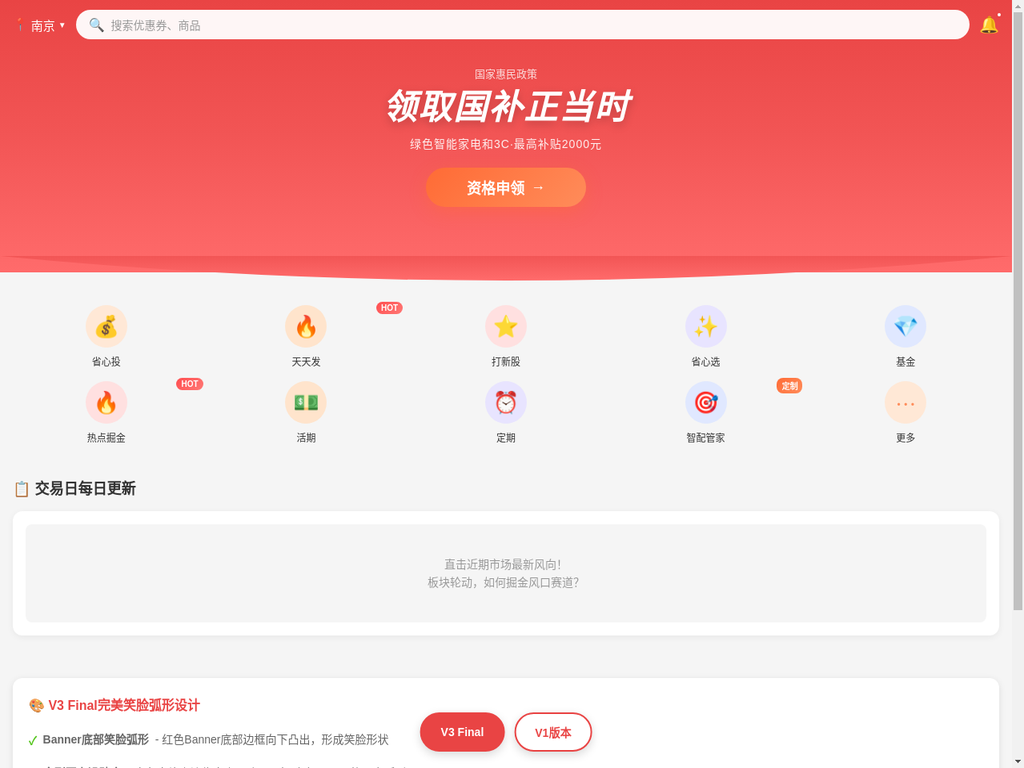 南京 ▼
搜索优惠券、商品
国家惠民政策
领取国补正当时
绿色智能家电和3C·最高补贴2000元
资格申领 →
省心投
HOT
天天发
打新股
省心选
基金
HOT
热点掘金
活期
定期
定制
智配管家
更多
交易日每日更新
直击近期市场最新风向！
板块轮动，如何掘金风口赛道？
V3 Final完美笑脸弧形设计
✓ Banner底部笑脸弧形 - 红色Banner底部边框向下凸出，形成笑脸形状
V3 Final
V1版本